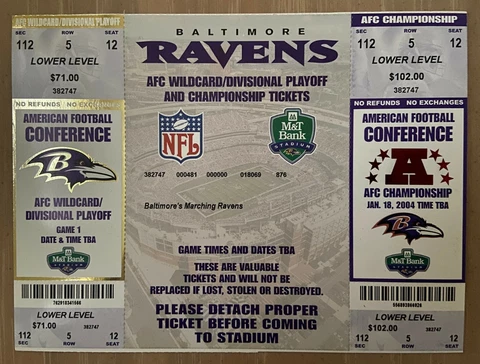 AFC WILDCARD/DIVISIONAL PLAYOFF
SEC ROW SEAT
112 5 12
LOWER LEVEL
$71.00
382747
NO REFUNDS NO EXCHANGES
AMERICAN FOOTBALL
CONFERENCE
B
AFC WILDCARD/
DIVISIONAL PLAYOFF
GAME 1
DATE & TIME TBA
M&T Bank
STADIUM
LOWER LEVEL
$71.00 382747
SEC ROW SEAT
112 5 12
BALTIMORE
RAVENS
AFC WILDCARD/DIVISIONAL PLAYOFF
AND CHAMPIONSHIP TICKETS
NFL
M&T
Bank
STADIUM
382747 000481 000000 018069 876
Baltimore's Marching Ravens
GAME TIMES AND DATES TBA
THESE ARE VALUABLE
TICKETS AND WILL NOT BE
REPLACED IF LOST, STOLEN OR DESTROYED.
PLEASE DETACH PROPER
TICKET BEFORE COMING
TO STADIUM
AFC CHAMPIONSHIP
SEC ROW SEAT
112 5 12
LOWER LEVEL
$102.00
382747
NO REFUNDS NO EXCHANGES
AMERICAN FOOTBALL
CONFERENCE
A
AFC CHAMPIONSHIP
JAN. 18, 2004 TIME TBA
B
M&T Bank
STADIUM
LOWER LEVEL
$102.00 382747
SEC ROW SEAT
112 5 12